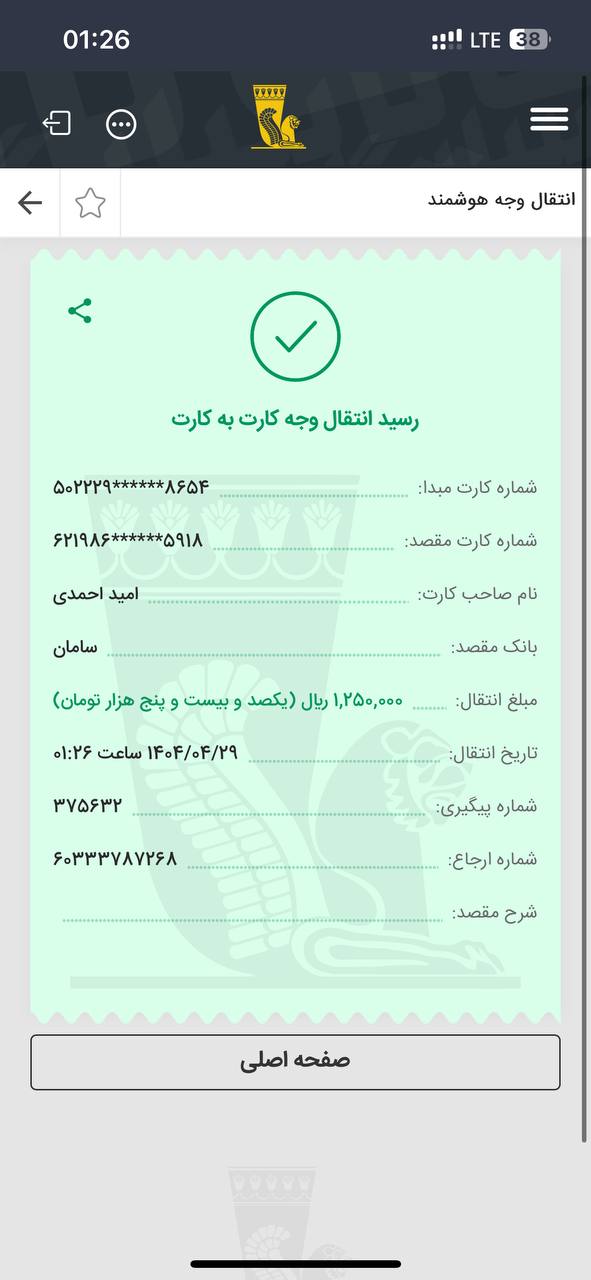 01:26 LTE 38
انتقال وجه هوشمند
رسید انتقال وجه کارت به کارت
شماره کارت مبدا: ۵۰۲۲۲۹******۸۶۵۴
شماره کارت مقصد: ۶۲۱۹۸۶******۵۹۱۸
نام صاحب کارت: امید احمدی
بانک مقصد: سامان
مبلغ انتقال: ۱,۲۵۰,۰۰۰ ریال (یکصد و بیست و پنج هزار تومان)
تاریخ انتقال: ۱۴۰۴/۰۴/۲۹ ساعت ۰۱:۲۶
شماره پیگیری: ۳۷۵۶۳۲
شماره ارجاع: ۶۰۳۳۳۷۸۷۲۶۸
شرح مقصد:
صفحه اصلی